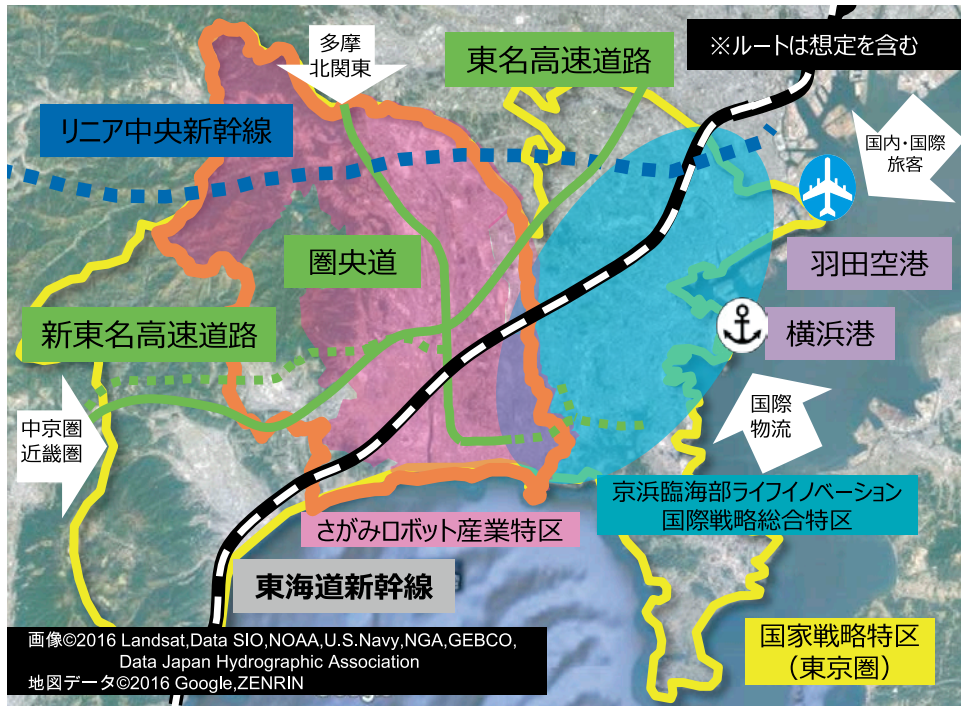 多摩
北関東
東名高速道路
※ルートは想定を含む
リニア中央新幹線
国内・国際
旅客
圏央道
羽田空港
新東名高速道路
横浜港
中京圏
近畿圏
国際
物流
京浜臨海部ライフイノベーション
国際戦略総合特区
さがみロボット産業特区
東海道新幹線
国家戦略特区
（東京圏）
画像©2016 Landsat,Data SIO,NOAA,U.S.Navy,NGA,GEBCO,
Data Japan Hydrographic Association
地図データ©2016 Google,ZENRIN